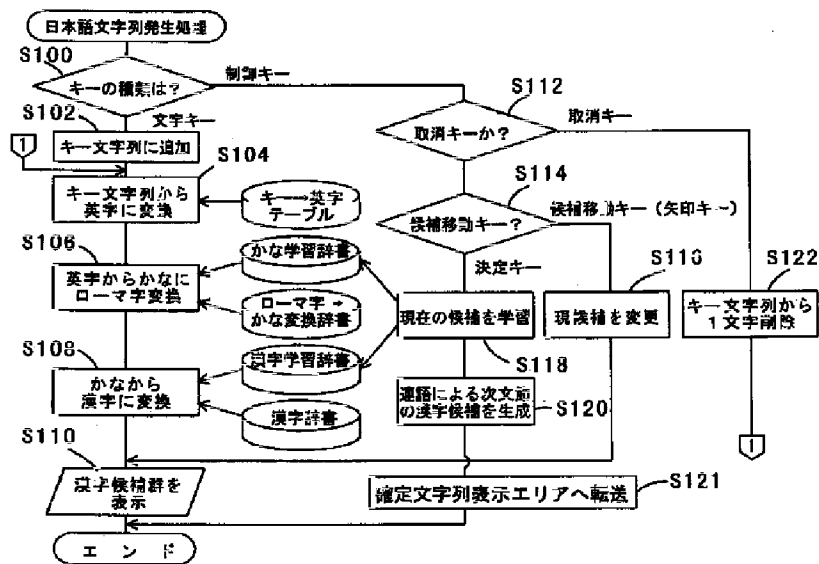 日本語文字列発生処理
S100
キーの種類は?
制御キー
S112
取消キーか?
取消キー
S102
文字キー
キー文字列に追加
1
S104
キー文字列から
英字に変換
キー→英字
テーブル
S114
候補移動キー?
候補移動キー(矢印キー)
S106
英字からかなに
ローマ字変換
かな学習辞書
ローマ字→
かな変換辞書
決定キー
現在の候補を学習
S118
S116
現候補を変更
S122
キー文字列から
1文字削除
S108
かなから
漢字に変換
漢字学習辞書
漢字辞書
連語による次文節
の漢字候補を生成
S120
1
S110
漢字候補群を
表示
確定文字列表示エリアへ転送
S121
エンド